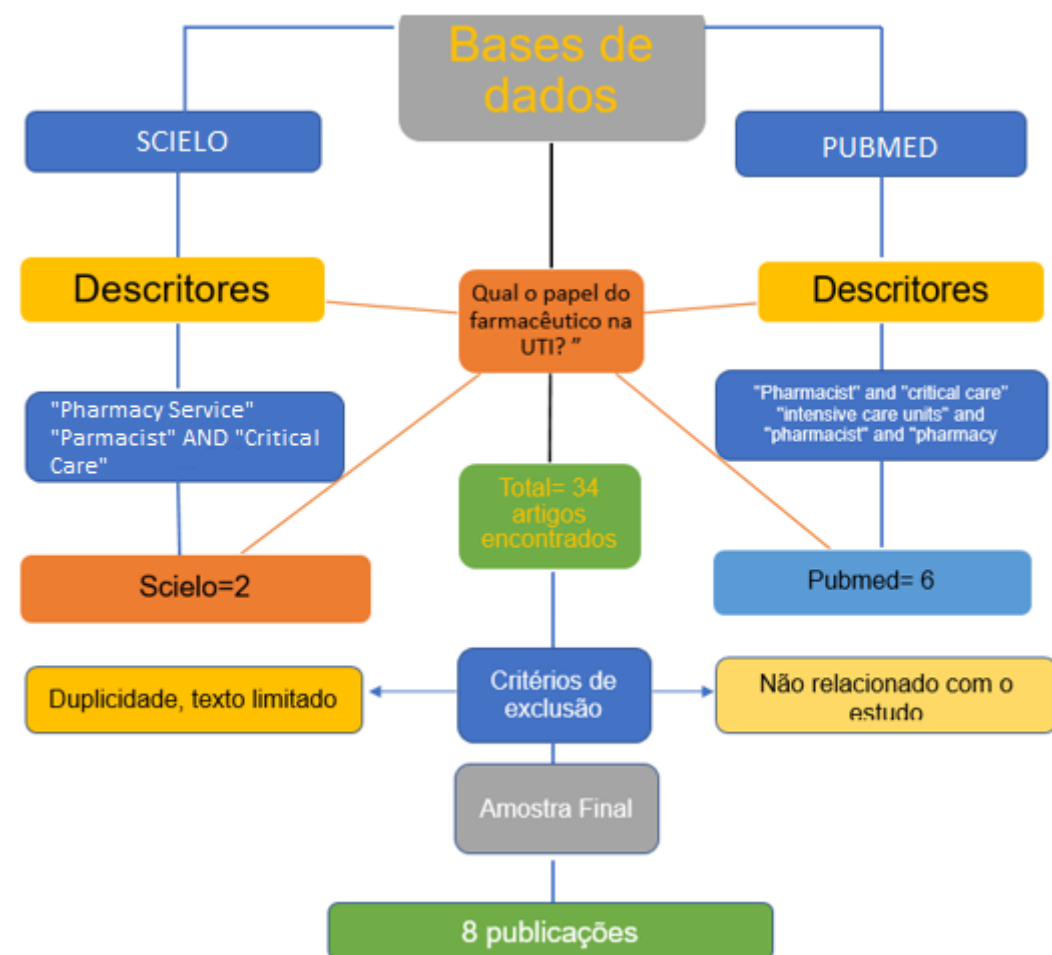 Bases de
dados
SCIELO
PUBMED
Descritores
Qual o papel do
farmacêutico na
UTI? ”
Descritores
"Pharmacy Service"
"Parmacist" AND "Critical
Care"
"Pharmacist" and "critical care"
"intensive care units" and
"pharmacist" and "pharmacy
Total= 34
artigos
encontrados
Scielo=2
Pubmed= 6
Duplicidade, texto limitado
Critérios de
exclusão
Não relacionado com o
estudo
Amostra Final
8 publicações